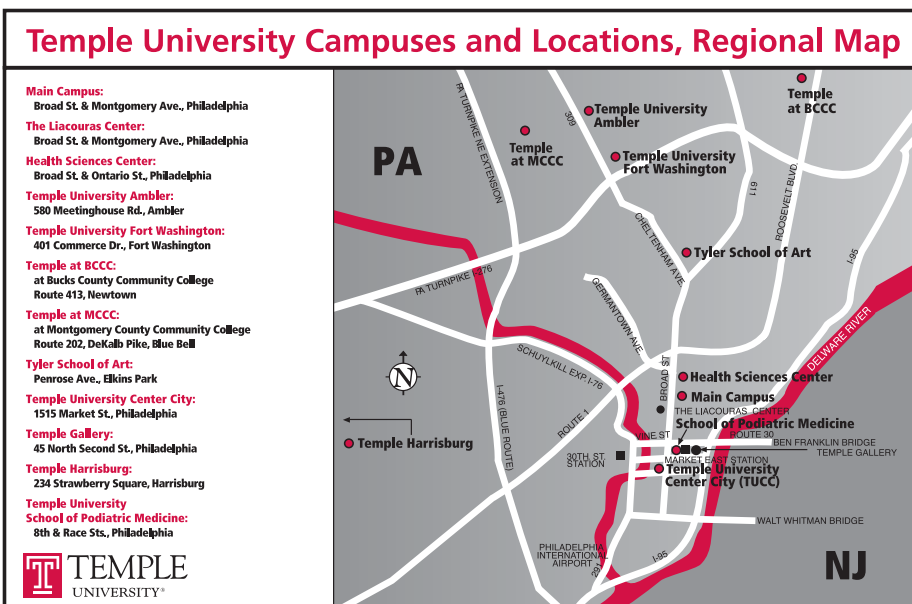 Temple University Campuses and Locations, Regional Map
Main Campus:
Broad St. & Montgomery Ave., Philadelphia
The Liacouras Center:
Broad St. & Montgomery Ave., Philadelphia
Health Sciences Center:
Broad St. & Ontario St., Philadelphia
Temple University Ambler:
580 Meetinghouse Rd., Ambler
Temple University Fort Washington:
401 Commerce Dr., Fort Washington
Temple at BCCC:
at Bucks County Community College
Route 413, Newtown
Temple at MCCC:
at Montgomery County Community College
Route 202, DeKalb Pike, Blue Bell
Tyler School of Art:
Penrose Ave., Elkins Park
Temple University Center City:
1515 Market St., Philadelphia
Temple Gallery:
45 North Second St., Philadelphia
Temple Harrisburg:
234 Strawberry Square, Harrisburg
Temple University
School of Podiatric Medicine:
8th & Race Sts., Philadelphia
T
TEMPLE
UNIVERSITY®
PA
PA TURNPIKE NE EXTENSION
Temple
at MCCC
309
Temple University
Ambler
Temple University
Fort Washington
Temple
at BCCC
611
ROOSEVELT BLVD.
I-95
CHELTENHAM AVE.
Tyler School of Art
PA TURNPIKE I-276
GERMANTOWN AVE.
DELWARE RIVER
SCHUYLKILL EXP. I-76
N
I-476 (BLUE ROUTE)
ROUTE 1
BROAD ST
Health Sciences Center
Main Campus
THE LIACOURAS CENTER
School of Podiatric Medicine
VINE ST
ROUTE 30
BEN FRANKLIN BRIDGE
TEMPLE GALLERY
Temple Harrisburg
30TH ST.
STATION
MARKET EAST STATION
Temple University
Center City (TUCC)
WALT WHITMAN BRIDGE
PHILADELPHIA
INTERNATIONAL
AIRPORT
291
I-95
NJ